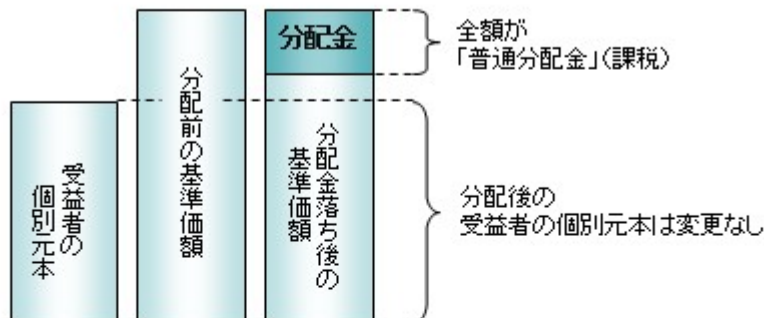 受益者の
個別元本
分配前の基準価額
分配金
分配金落ち後の
基準価額
全額が
「普通分配金」(課税)
分配後の
受益者の個別元本は変更なし